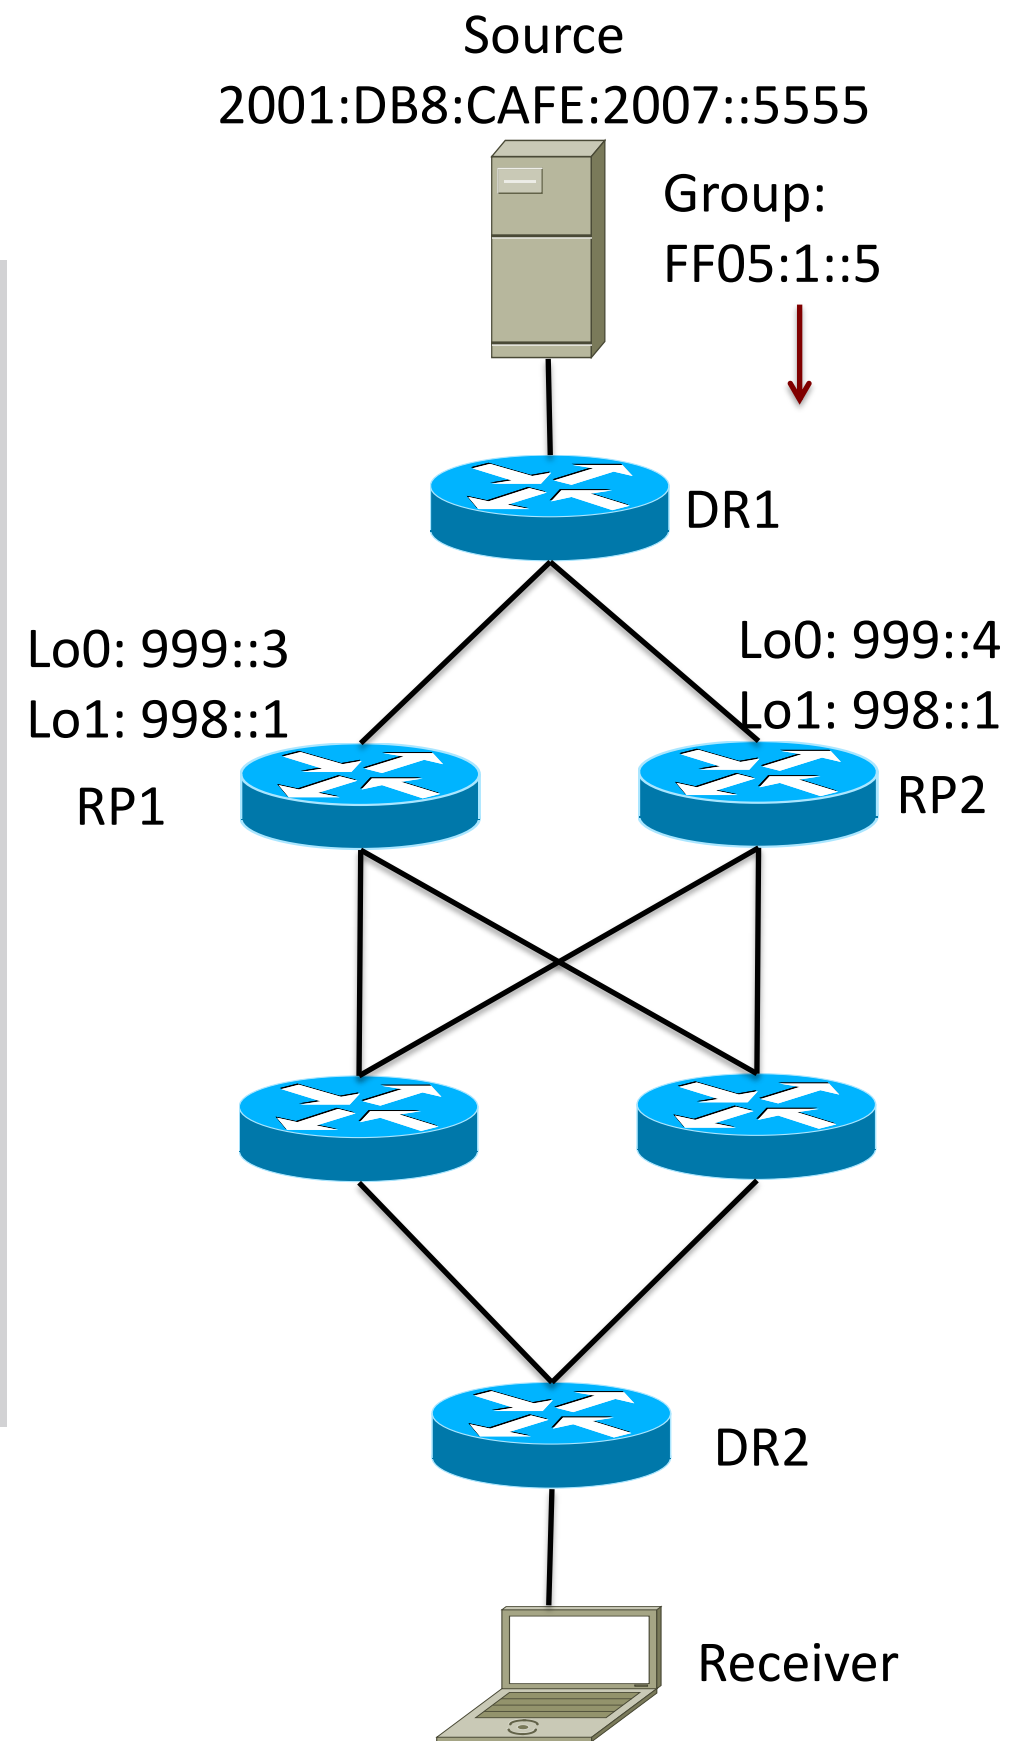 Source
2001:DB8:CAFE:2007::5555
Group:
FF05:1::5
DR1
Lo0: 999::3
Lo1: 998::1
Lo0: 999::4
Lo1: 998::1
RP1
RP2
DR2
Receiver